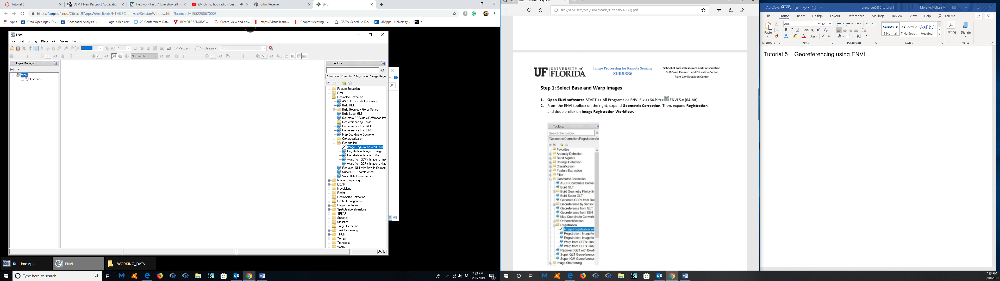 Tutorial 5
DS-11 New Passport Application
Fieldwork Fails: A Live Storytelling
(3) lofi hip hop radio - beats
Citrix Receiver
ENVI
https://apps.ufl.edu/Citrix/UFAppsWeb/clients/HTML5Client/src/SessionWindow.html?launchid=1552258670003
Apps
Grad Openings » D...
Geospatial Analysis ...
Logout Redirect
23 Conferences Dat...
REMOTE SENSING ...
Create, view and ed...
https://virtuallearn...
Chapter Meeting – ...
GSAW-Schedule-De...
UFApps - University...
a
ENVI
File Edit Display Placemarks Views Help
0° Vectors Annotations Go To
50 20 No stretch 10 50
Layer Manager
View
Overview
Toolbox
/Geometric Correction/Registration/Image Regis
Feature Extraction
Filter
Geometric Correction
ASCII Coordinate Conversion
Build GLT
Build Geometry File by Sensor
Build Super GLT
Generate GCPs from Reference Ima
Georeference by Sensor
Georeference from GLT
Georeference from IGM
Map Coordinate Converter
Orthorectification
Registration
Image Registration Workflow
Registration: Image to Image
Registration: Image to Map
Warp from GCPs: Image to Imag
Warp from GCPs: Image to Map
Reproject GLT with Bowtie Correctio
Super GLT Georeference
Super IGM Georeference
Image Sharpening
LiDAR
Mosaicking
Radar
Radiometric Correction
Raster Management
Regions of Interest
Spatiotemporal Analysis
SPEAR
Spectral
Statistics
Target Detection
Task Processing
THOR
Terrain
Transform
Vector
Runtime App
ENVI
WORKING_DATA
Type here to search
7:33 PM
3/10/2019
Tutorial5 (3).pdf
file:///C:/Users/Mel/Downloads/Tutorial5%20(3).pdf
UF UNIVERSITY of FLORIDA
Image Processing for Remote Sensing
SUR5386
School of Forest Resources and Conservation
Gulf Coast Research and Education Center
Plant City Education Center
Step 1: Select Base and Warp Images
1. Open ENVI software: START >> All Programs >> ENVI 5.x >>64-bit>> ENVI 5.x (64-bit)
2. From the ENVI toolbox on the right, expand Geometric Correction. Then, expand Registration
and double-click on Image Registration Workflow.
Toolbox
Search the toolbox
/Geometric Correction/Registration/In
Favorites
Anomaly Detection
Band Algebra
Change Detection
Classification
Feature Extraction
Filter
Geometric Correction
ASCII Coordinate Conver
Build GLT
Build Geometry File by Se
Build Super GLT
Generate GCPs from Ref
Georeference by Sensor
Georeference from GLT
Georeference from IGM
Map Coordinate Converte
Orthorectification
Registration
Image Registration Wo
Registration: Image to
Registration: Image to
Warp from GCPs: Imag
Warp from GCPs: Imag
Reproject GLT with Bowti
Super GLT Georeference
Super IGM Georeference
Image Sharpening
AutoSave Off
moreno_sur5386_tutorial5
Moreno,Melissa M
File Home Insert Design Layout References Mailings Review View Help Tell me
Paste
Clipboard
Arial 12
Font
Paragraph
AaBbCcDc AaBbCcDc AaBbC(
¶ Normal ¶ No Spac... Heading 1
Styles
Editing
Dictate
Voice
Tutorial 5 – Georeferencing using ENVI
7:33 PM
3/10/2019